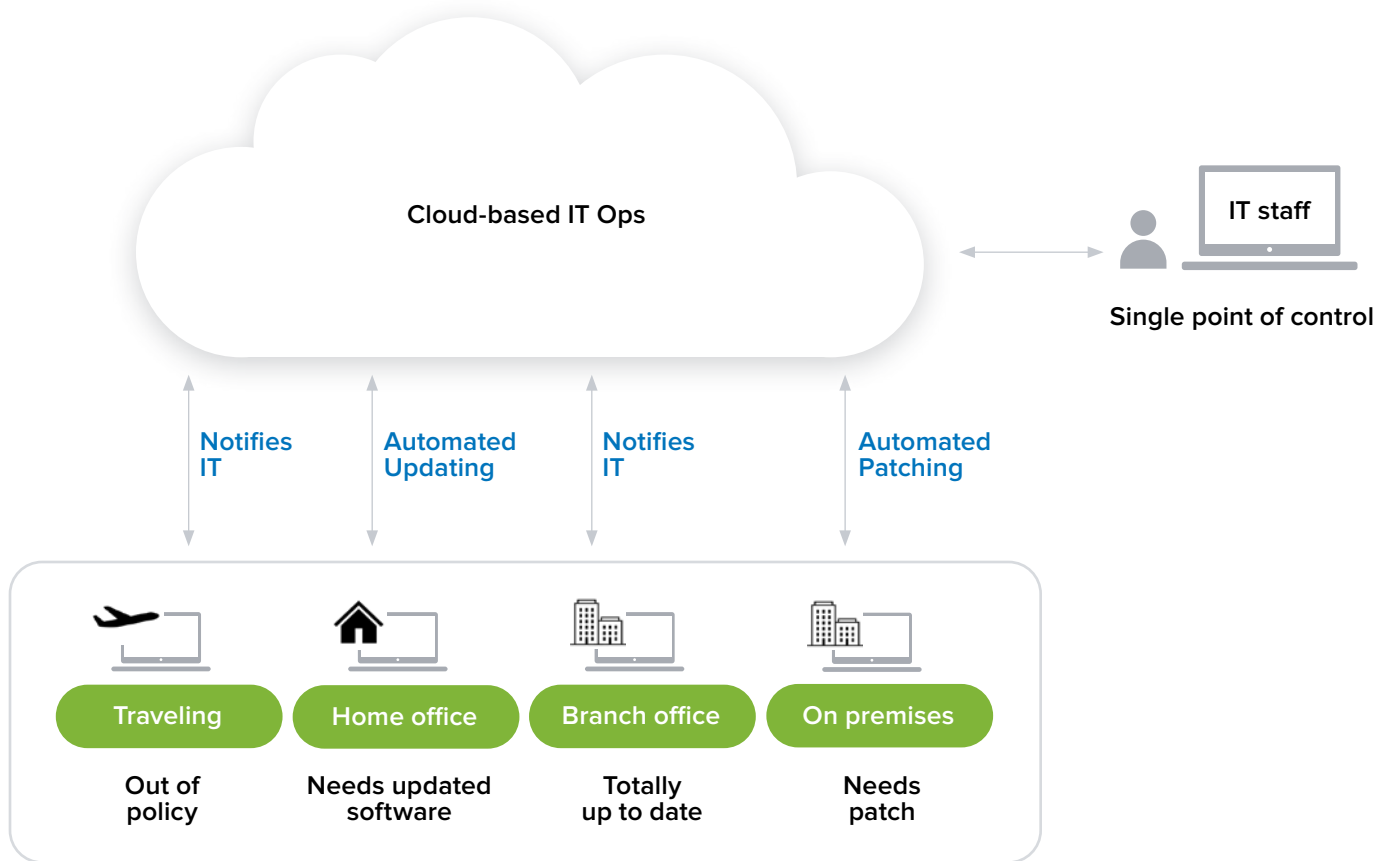 Cloud-based IT Ops
IT staff
Single point of control
Notifies
IT
Automated
Updating
Notifies
IT
Automated
Patching
Traveling
Home office
Branch office
On premises
Out of
policy
Needs updated
software
Totally
up to date
Needs
patch